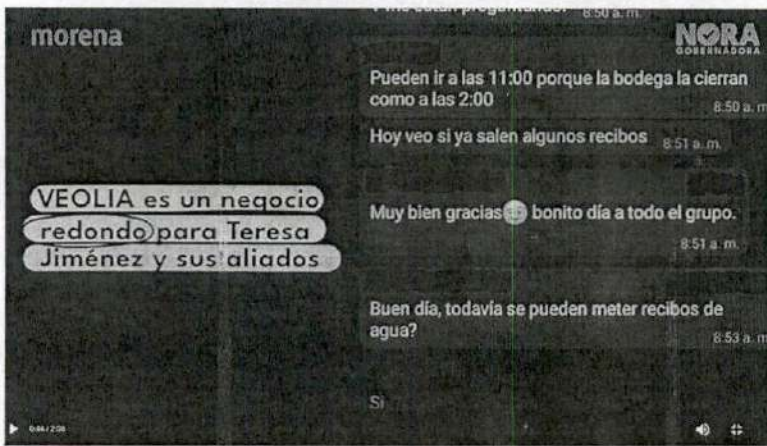 8:50 a. m.
morena
NORA
GOBERNADORA
Pueden ir a las 11:00 porque la bodega la cierran
como a las 2:00
8:50 a. m
Hoy veo si ya salen algunos recibos
8:51 a. m.
VEOLIA es un negocio
redondo para Teresa
Jiménez y sus aliados
Muy bien gracias bonito día a todo el grupo.
8:51 a. m.
Buen día, todavía se pueden meter recibos de
agua?
8:53 a. m
Si